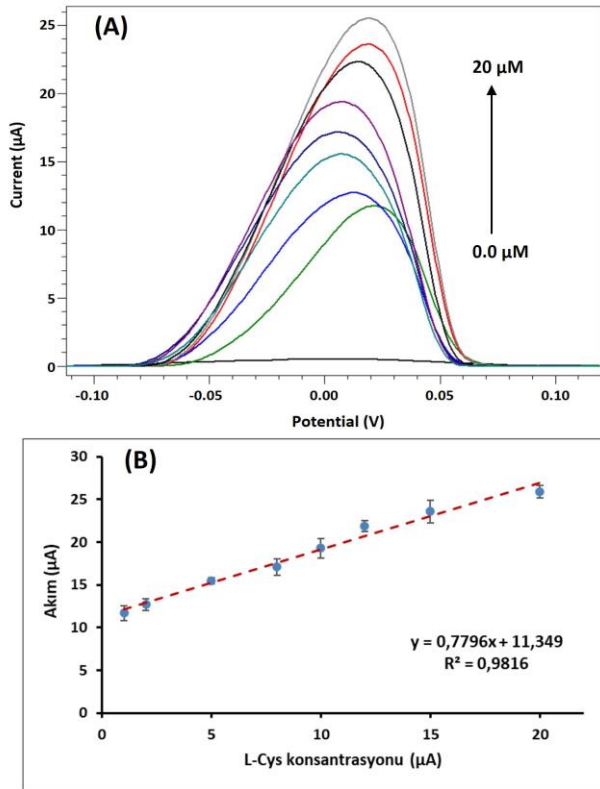 (A)
25
20
15
10
5
0
Current (µA)
20 µM
0.0 µM
-0.10
-0.05
0.00
0.05
0.10
Potential (V)
(B)
30
25
20
15
10
5
0
Akım (µA)
y = 0,7796x + 11,349
R² = 0,9816
0
5
10
15
20
L-Cys konsantrasyonu (µA)